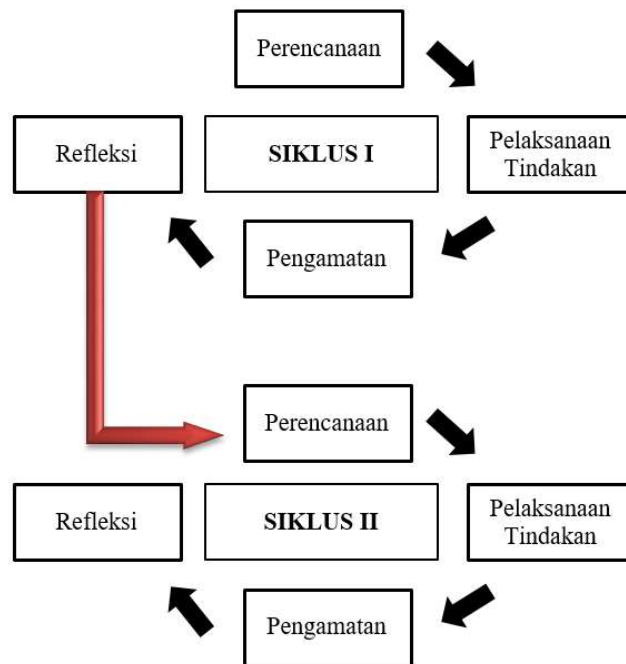 Perencanaan
Refleksi
SIKLUS I
Pelaksanaan
Tindakan
Pengamatan
Perencanaan
Refleksi
SIKLUS II
Pelaksanaan
Tindakan
Pengamatan